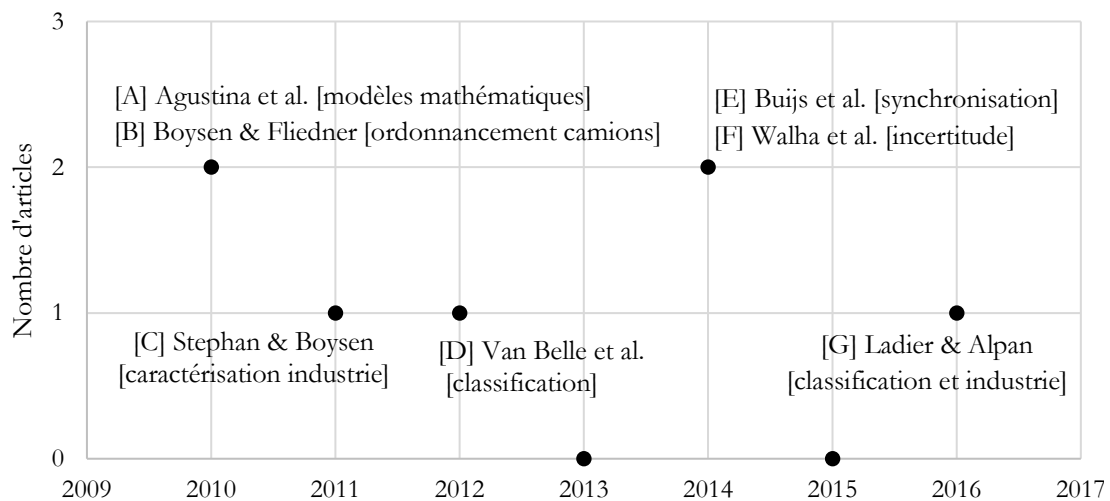 3
[A] Agustina et al. [modèles mathématiques]
[B] Boysen & Fliedner [ordonnancement camions]
[E] Buijs et al. [synchronisation]
[F] Walha et al. [incertitude]
2
Nombre d'articles
1
[C] Stephan & Boysen
[caractérisation industrie]
[D] Van Belle et al.
[classification]
[G] Ladier & Alpan
[classification et industrie]
0
2009 2010 2011 2012 2013 2014 2015 2016 2017